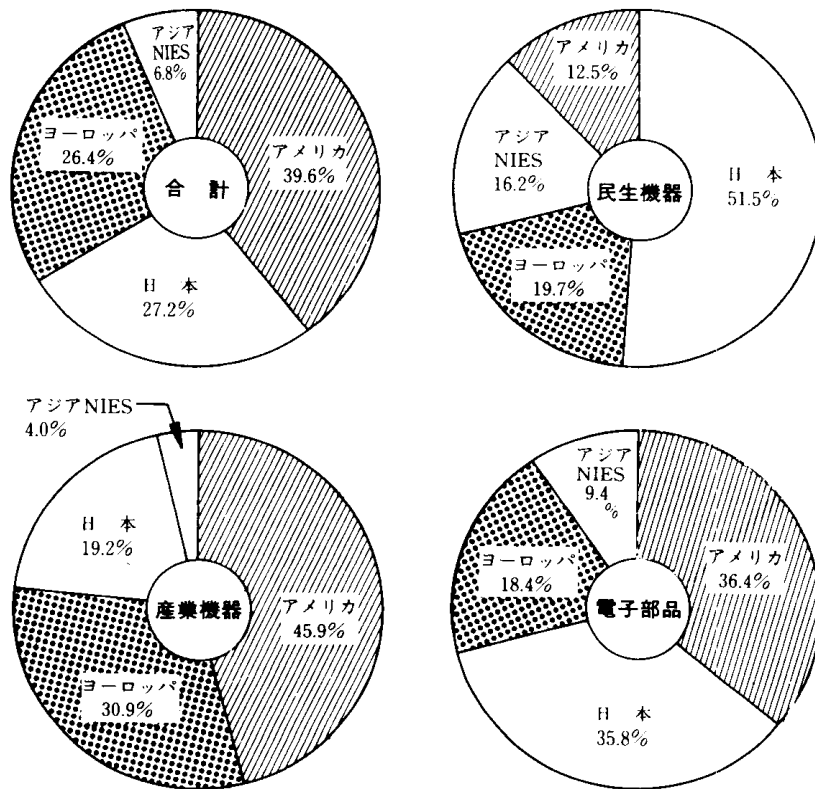 アジア
NIES
6.8%
ヨーロッパ
26.4%
アメリカ
39.6%
合 計
日 本
27.2%
アメリカ
12.5%
アジア
NIES
16.2%
日 本
51.5%
民生機器
ヨーロッパ
19.7%
アジアNIES
4.0%
日 本
19.2%
産業機器
アメリカ
45.9%
ヨーロッパ
30.9%
アジア
NIES
9.4
%
ヨーロッパ
18.4%
アメリカ
36.4%
電子部品
日 本
35.8%